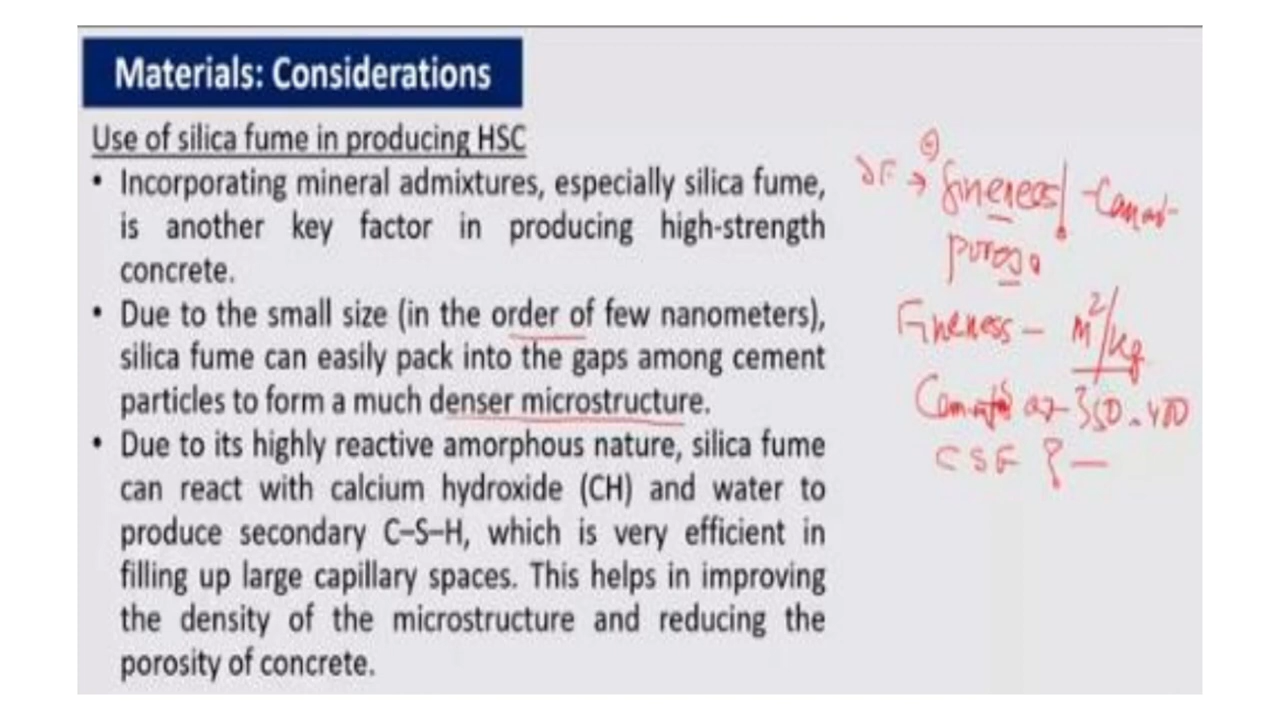 Materials: Considerations
Use of silica fume in producing HSC
• Incorporating mineral admixtures, especially silica fume,
is another key factor in producing high-strength
concrete.
• Due to the small size (in the order of few nanometers),
silica fume can easily pack into the gaps among cement
particles to form a much denser microstructure.
• Due to its highly reactive amorphous nature, silica fume
can react with calcium hydroxide (CH) and water to
produce secondary C–S–H, which is very efficient in
filling up large capillary spaces. This helps in improving
the density of the microstructure and reducing the
porosity of concrete.
→ fineness
pores
Fineness – m²/kg
350-400
CSF ? —